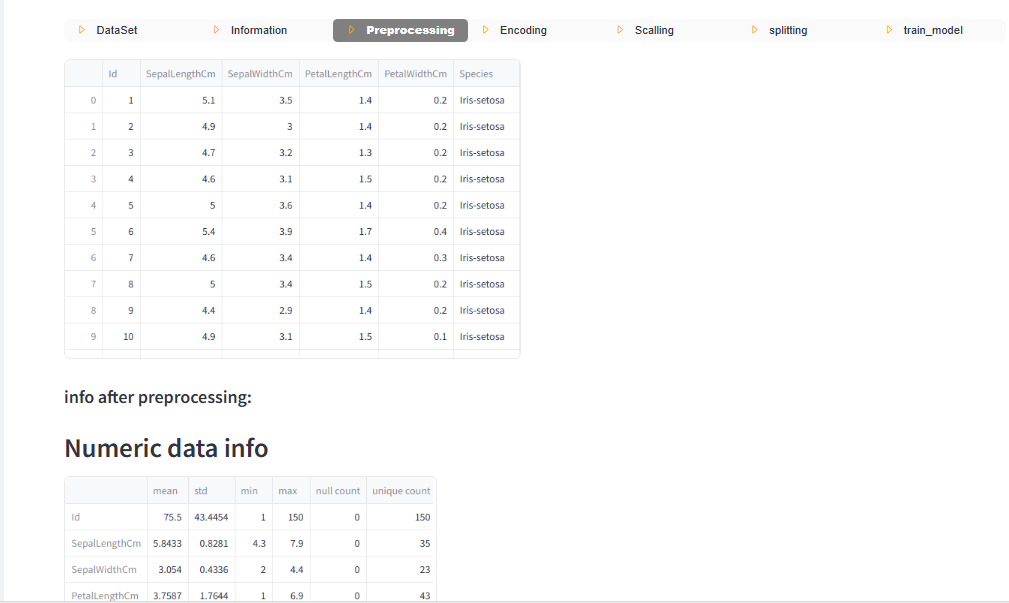 DataSet Information Preprocessing Encoding Scalling splitting train_model
Id SepalLengthCm SepalWidthCm PetalLengthCm PetalWidthCm Species
0 1 5.1 3.5 1.4 0.2 Iris-setosa
1 2 4.9 3 1.4 0.2 Iris-setosa
2 3 4.7 3.2 1.3 0.2 Iris-setosa
3 4 4.6 3.1 1.5 0.2 Iris-setosa
4 5 5 3.6 1.4 0.2 Iris-setosa
5 6 5.4 3.9 1.7 0.4 Iris-setosa
6 7 4.6 3.4 1.4 0.3 Iris-setosa
7 8 5 3.4 1.5 0.2 Iris-setosa
8 9 4.4 2.9 1.4 0.2 Iris-setosa
9 10 4.9 3.1 1.5 0.1 Iris-setosa
info after preprocessing:
Numeric data info
mean std min max null count unique count
Id 75.5 43.4454 1 150 0 150
SepalLengthCm 5.8433 0.8281 4.3 7.9 0 35
SepalWidthCm 3.054 0.4336 2 4.4 0 23
PetalLengthCm 3.7587 1.7644 1 6.9 0 43